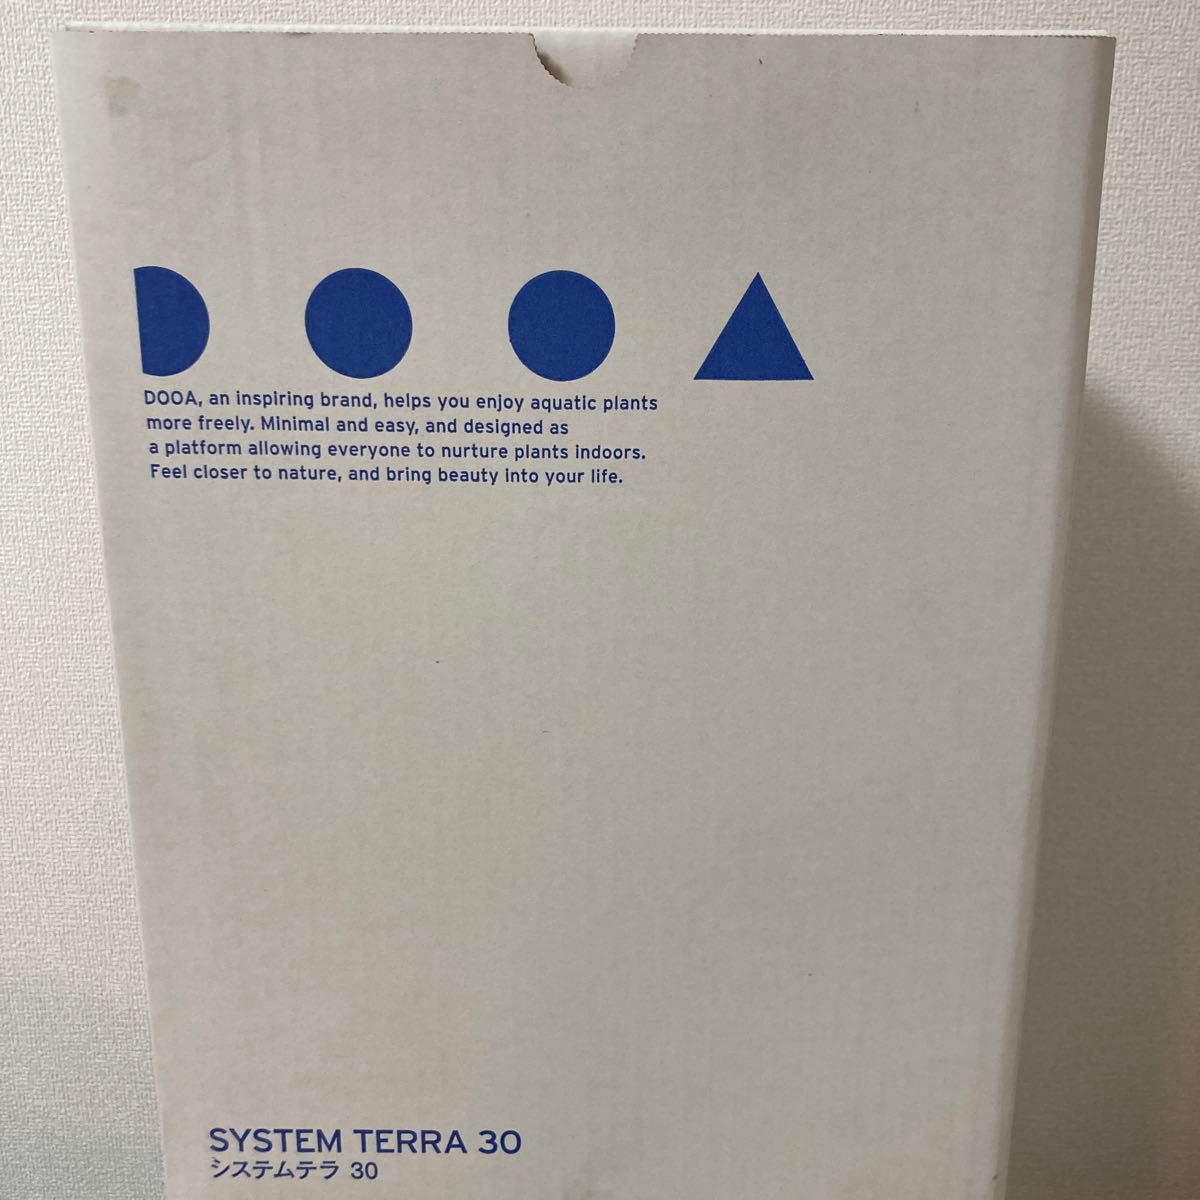 DOOA
DOOA, an inspiring brand, helps you enjoy aquatic plants
more freely. Minimal and easy, and designed as
a platform allowing everyone to nurture plants indoors.
Feel closer to nature, and bring beauty into your life.
SYSTEM TERRA 30
システムテラ 30